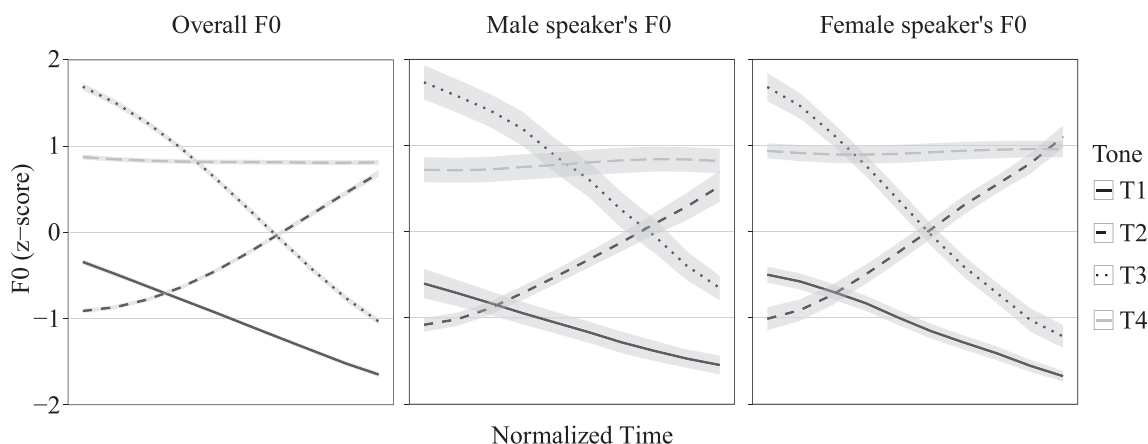 Overall F0
Male speaker's F0
Female speaker's F0
F0 (z−score)
2
1
0
−1
−2
Normalized Time
Tone
T1
T2
T3
T4